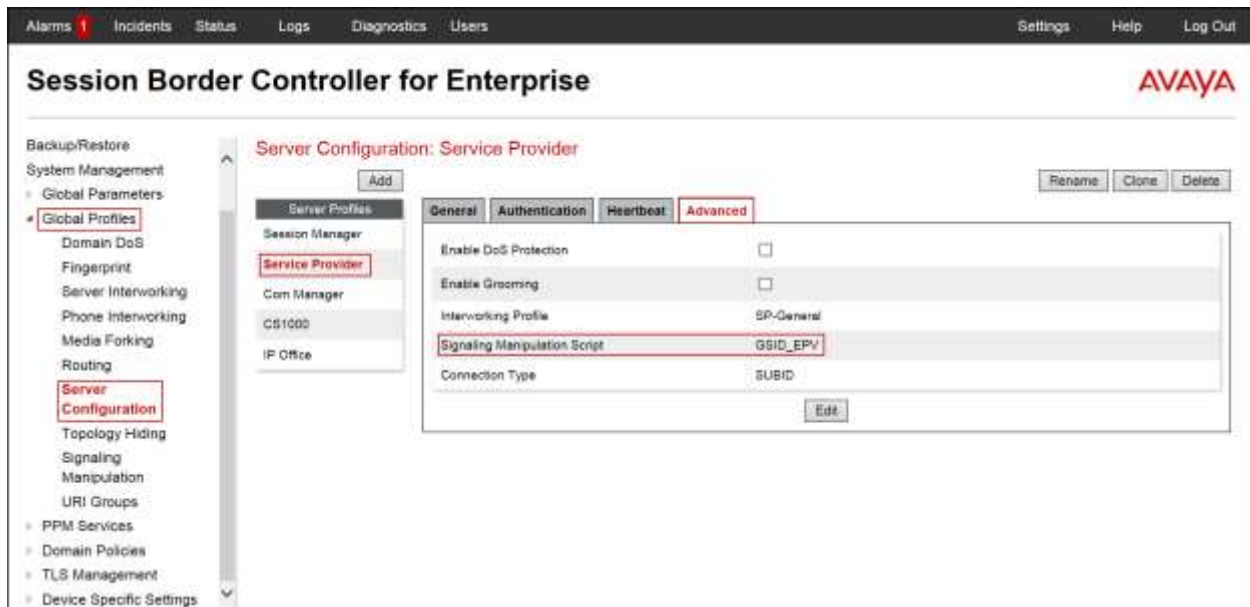 Alarms 1 Incidents Status Logs Diagnostics Users Settings Help Log Out
Session Border Controller for Enterprise
AVAYA
Backup/Restore
System Management
Global Parameters
Global Profiles
Domain DoS
Fingerprint
Server Interworking
Phone Interworking
Media Forking
Routing
Server
Configuration
Topology Hiding
Signaling
Manipulation
URI Groups
PPM Services
Domain Policies
TLS Management
Device Specific Settings
Server Configuration: Service Provider
Add
Rename Clone Delete
Server Profiles
Session Manager
Service Provider
Com Manager
CS1000
IP Office
General Authentication Heartbeat Advanced
Enable DoS Protection
Enable Grooming
Interworking Profile SP-General
Signaling Manipulation Script GSID_EPV
Connection Type SUBID
Edit